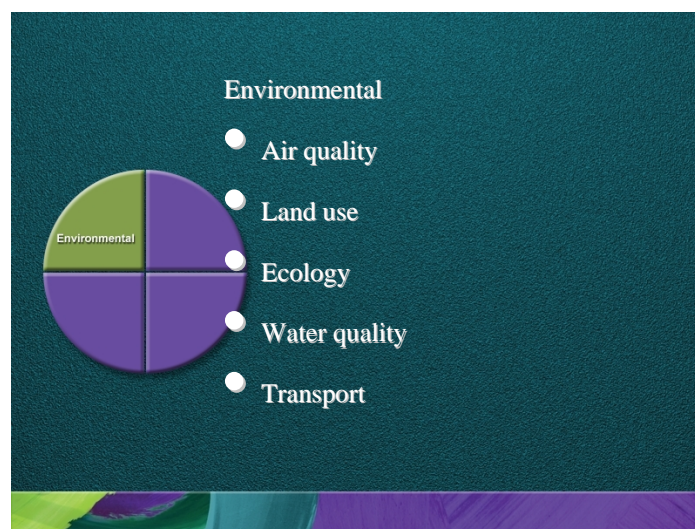 Environmental
Air quality
Land use
Environmental
Ecology
Water quality
Transport